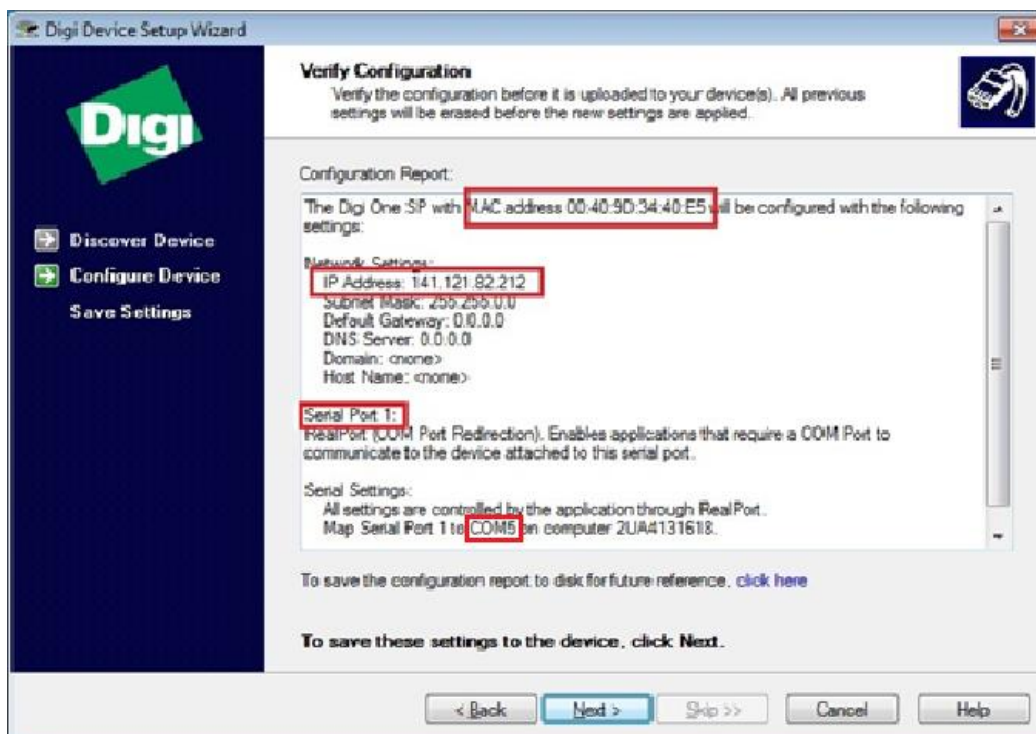 Digi Device Setup Wizard
Digi
Discover Device
Configure Device
Save Settings
Verify Configuration
Verify the configuration before it is uploaded to your device(s). All previous
settings will be erased before the new settings are applied.
Configuration Report:
The Digi One SP with MAC address 00:40:9D:34:40:E5 will be configured with the following
settings:
Network Settings:
IP Address: 141.121.82.212
Subnet Mask: 255.255.0.0
Default Gateway: 0.0.0.0
DNS Server: 0.0.0.0
Domain: <none>
Host Name: <none>
Serial Port 1:
RealPort (COM Port Redirection). Enables applications that require a COM Port to
communicate to the device attached to this serial port.
Serial Settings:
All settings are controlled by the application through RealPort.
Map Serial Port 1 to COM5 on computer 2UA4131618.
To save the configuration report to disk for future reference, click here
To save these settings to the device, click Next.
< Back
Next >
Skip >>
Cancel
Help